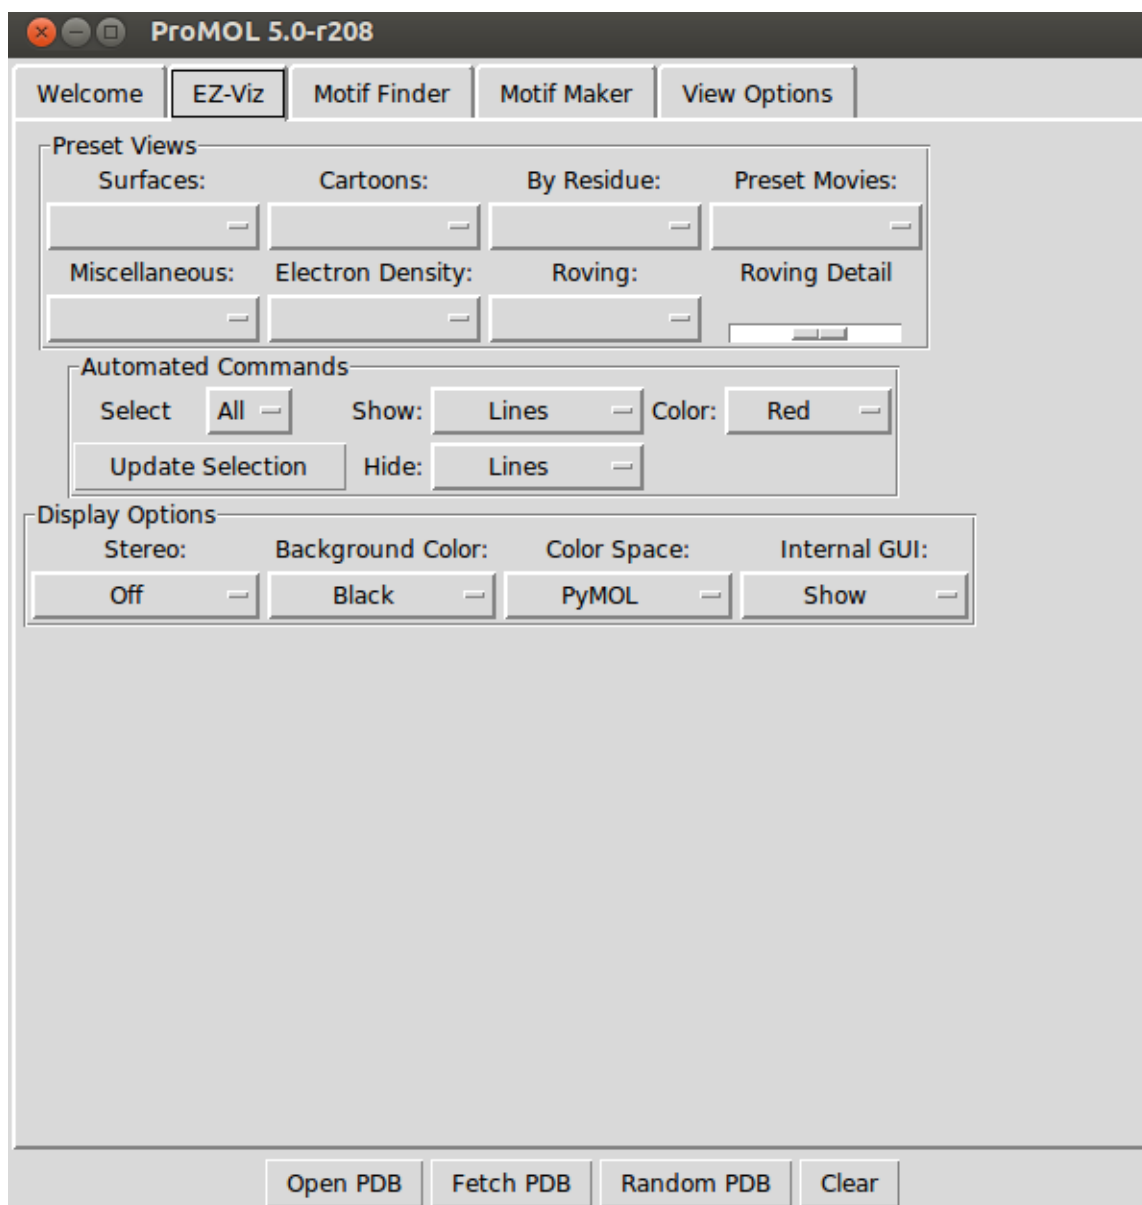 ProMOL 5.0-r208
Welcome EZ-Viz Motif Finder Motif Maker View Options
Preset Views
Surfaces: Cartoons: By Residue: Preset Movies:
Miscellaneous: Electron Density: Roving: Roving Detail
Automated Commands
Select All Show: Lines Color: Red
Update Selection Hide: Lines
Display Options
Stereo: Background Color: Color Space: Internal GUI:
Off Black PyMOL Show
Open PDB Fetch PDB Random PDB Clear